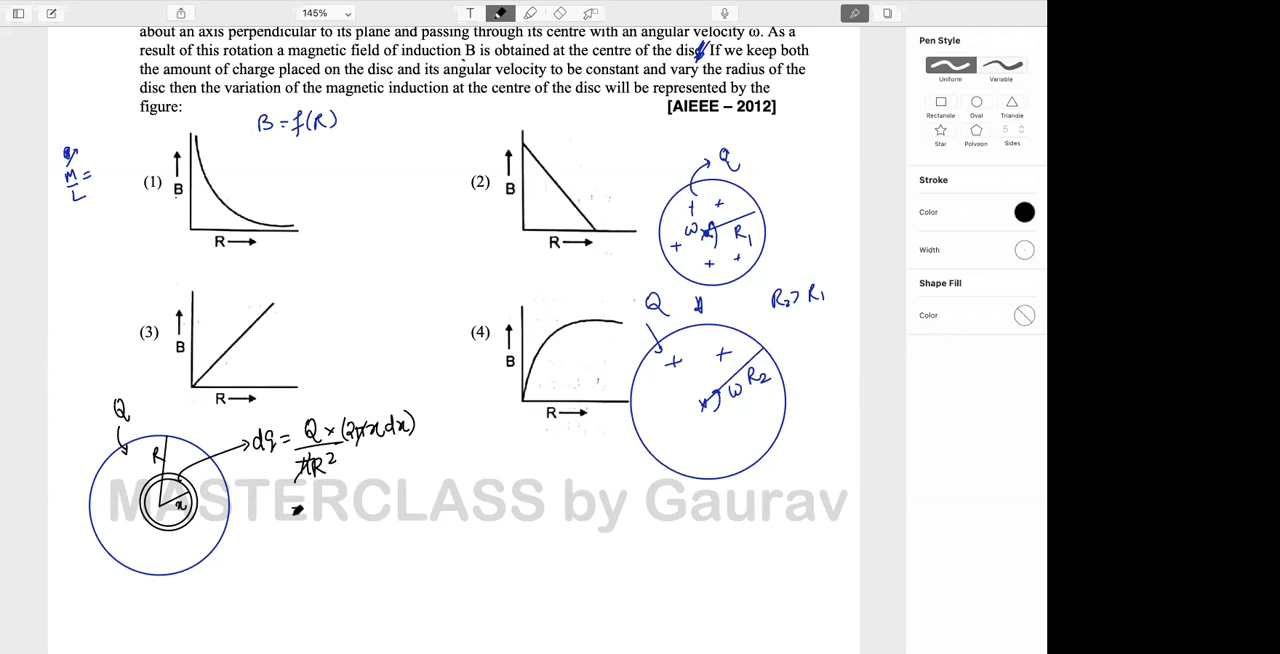 145%
T
about an axis perpendicular to its plane and passing through its centre with an angular velocity ω. As a
result of this rotation a magnetic field of induction B is obtained at the centre of the disc. If we keep both
the amount of charge placed on the disc and its angular velocity to be constant and vary the radius of the
disc then the variation of the magnetic induction at the centre of the disc will be represented by the
figure: [AIEEE – 2012]
B = f(R)
M/L =
(1) B R
(2) B R
Q
+ +
ω R1
+ + +
(3) B R
(4) B R
Q R2 > R1
+ +
ω R2
Q
R
x
dq = Q/πR² × (2πx dx)
MASTERCLASS by Gaurav
Pen Style
Uniform Variable
Rectangle Oval Triangle
5
Star Polygon Sides
Stroke
Color
Width
Shape Fill
Color